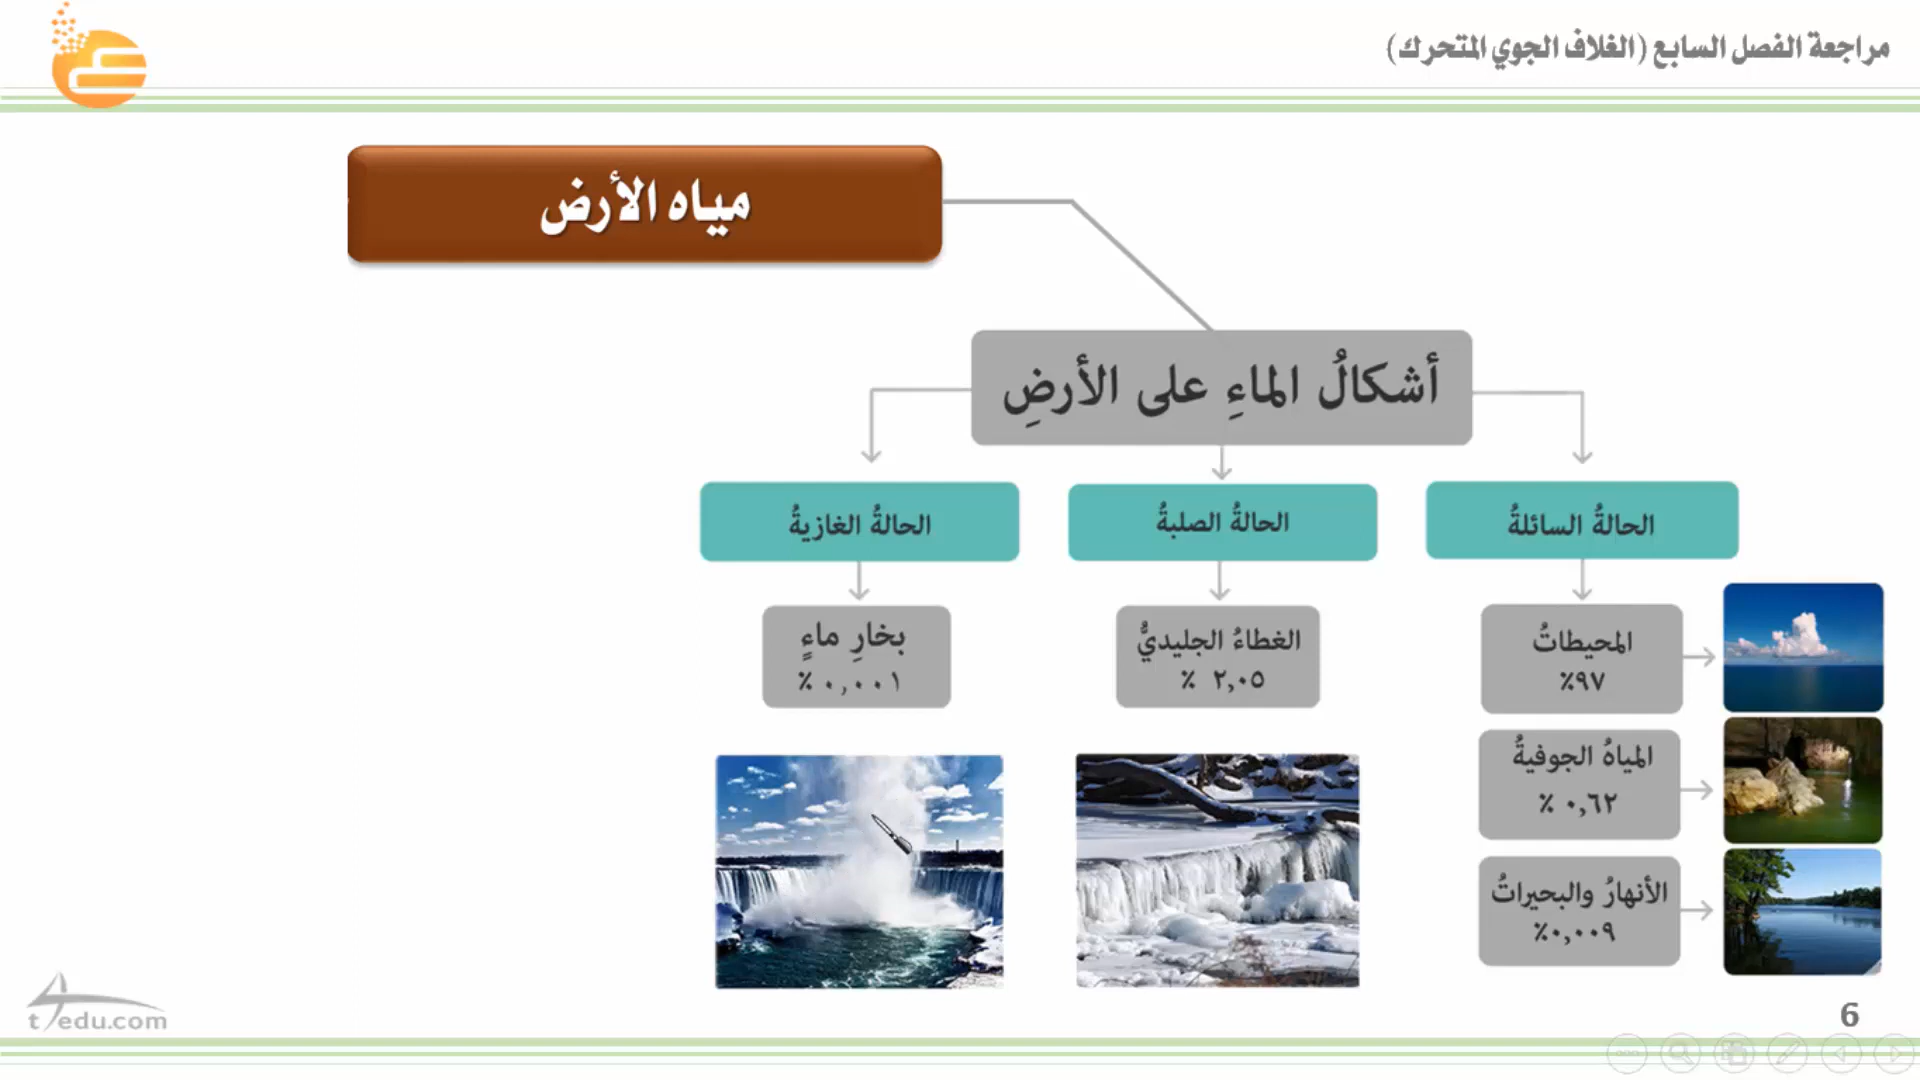 مراجعة الفصل السابع (الغلاف الجوي المتحرك)
مياه الأرض
أشكالُ الماءِ على الأرضِ
الحالةُ السائلةُ
المحيطاتُ
٩٧٪
المياهُ الجوفيةُ
٠,٦٢ ٪
الأنهارُ والبحيراتُ
٠,٠٠٩٪
الحالةُ الصلبةُ
الغطاءُ الجليديُّ
٢,٠٥ ٪
الحالةُ الغازيةُ
بخارِ ماءٍ
٠,٠٠١ ٪
t4edu.com
6